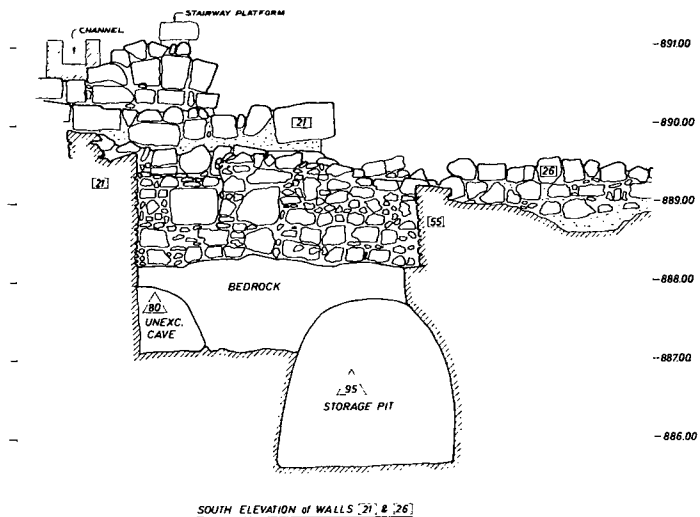 STAIRWAY PLATFORM
CHANNEL
891.00
890.00
21
26
21
889.00
55
888.00
BEDROCK
80
UNEXC.
CAVE
887.00
95
STORAGE PIT
886.00
SOUTH ELEVATION of WALLS 21 & 26